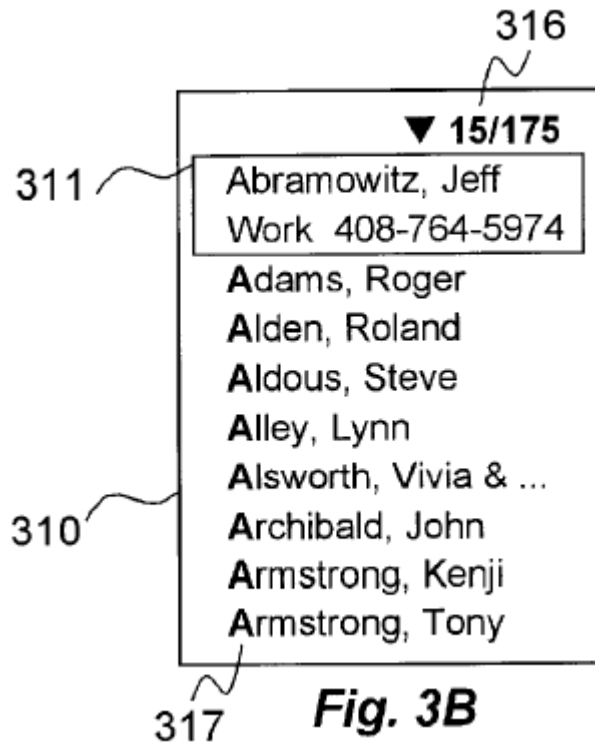 316
▼ 15/175
311
Abramowitz, Jeff
Work 408-764-5974
Adams, Roger
Alden, Roland
Aldous, Steve
Alley, Lynn
Alsworth, Vivia & ...
310
Archibald, John
Armstrong, Kenji
Armstrong, Tony
317
Fig. 3B